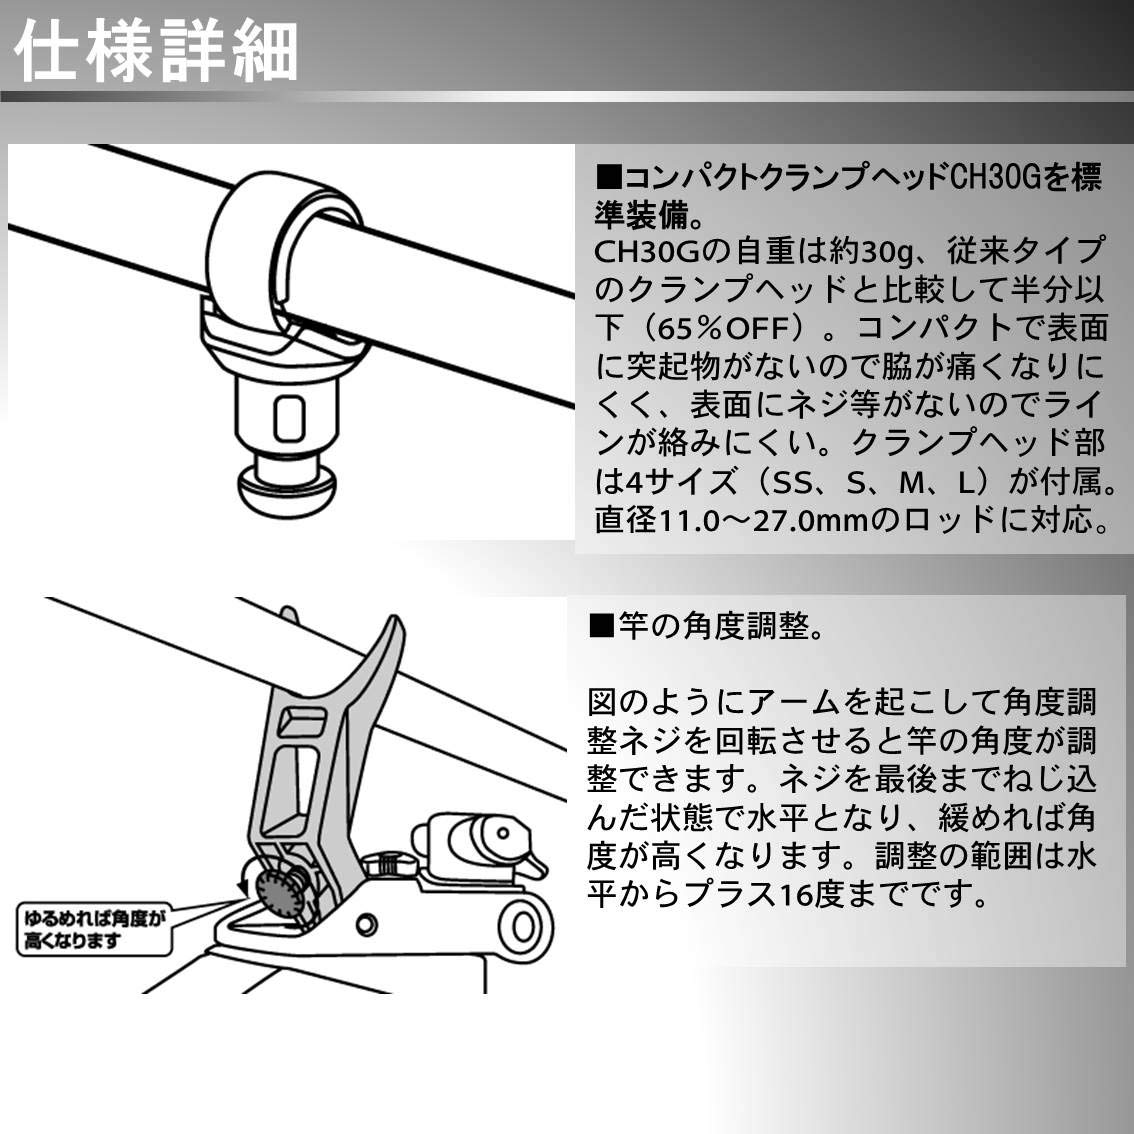 仕様詳細
■コンパクトクランプヘッドCH30Gを標
準装備。
CH30Gの自重は約30g、従来タイプ
のクランプヘッドと比較して半分以
下（65％OFF）。コンパクトで表面
に突起物がないので脇が痛くなりに
くく、表面にネジ等がないのでライ
ンが絡みにくい。クランプヘッド部
は4サイズ（SS、S、M、L）が付属。
直径11.0～27.0mmのロッドに対応。
■竿の角度調整。
図のようにアームを起こして角度調
整ネジを回転させると竿の角度が調
整できます。ネジを最後までねじ込
んだ状態で水平となり、緩めれば角
度が高くなります。調整の範囲は水
平からプラス16度までです。
ゆるめれば角度が
高くなります